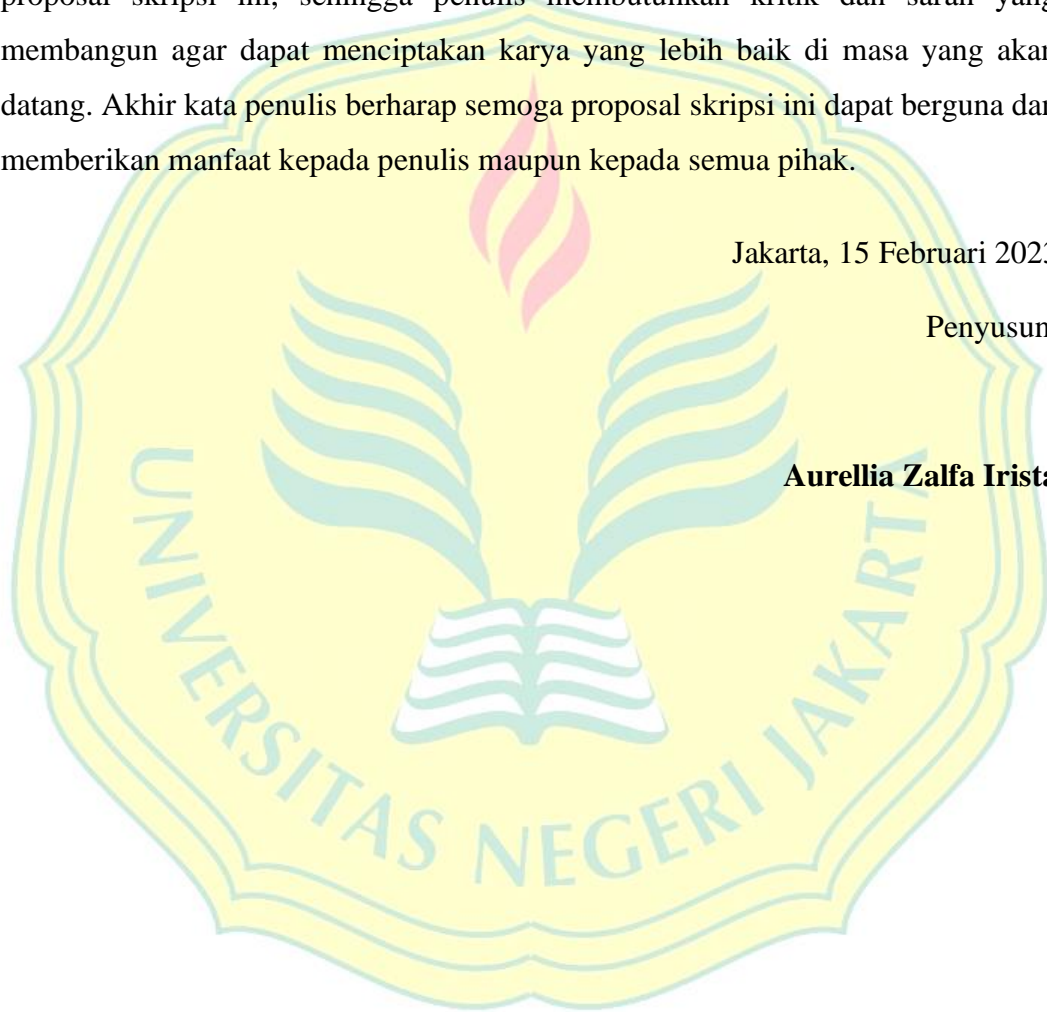 proposal skripsi ini, sehingga penulis membutuhkan kritik dan saran yang
membangun agar dapat menciptakan karya yang lebih baik di masa yang akan
datang. Akhir kata penulis berharap semoga proposal skripsi ini dapat berguna dan
memberikan manfaat kepada penulis maupun kepada semua pihak.
Jakarta, 15 Februari 2023
Penyusun
Aurellia Zalfa Irista
UNIVERSITAS NEGERI JAKARTA